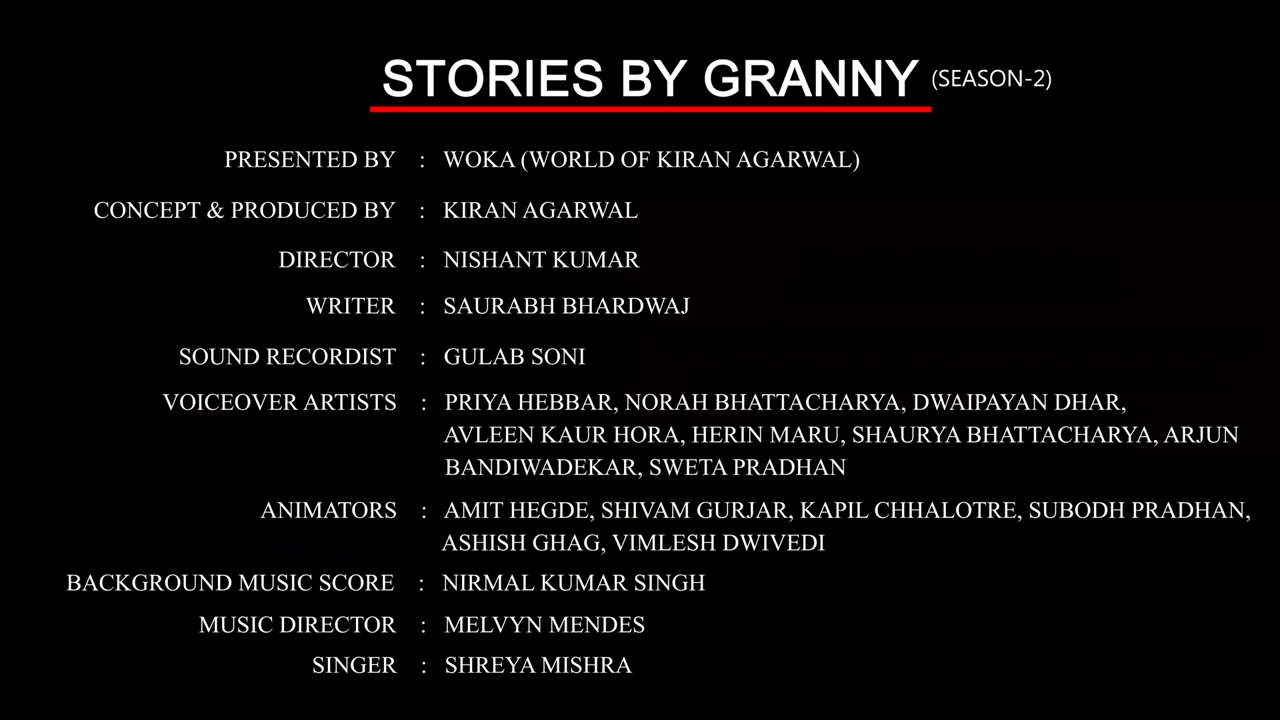 STORIES BY GRANNY (SEASON-2)
PRESENTED BY : WOKA (WORLD OF KIRAN AGARWAL)
CONCEPT & PRODUCED BY : KIRAN AGARWAL
DIRECTOR : NISHANT KUMAR
WRITER : SAURABH BHARDWAJ
SOUND RECORDIST : GULAB SONI
VOICEOVER ARTISTS : PRIYA HEBBAR, NORAH BHATTACHARYA, DWAIPAYAN DHAR,
AVLEEN KAUR HORA, HERIN MARU, SHAURYA BHATTACHARYA, ARJUN
BANDIWADEKAR, SWETA PRADHAN
ANIMATORS : AMIT HEGDE, SHIVAM GURJAR, KAPIL CHHALOTRE, SUBODH PRADHAN,
ASHISH GHAG, VIMLESH DWIVEDI
BACKGROUND MUSIC SCORE : NIRMAL KUMAR SINGH
MUSIC DIRECTOR : MELVYN MENDES
SINGER : SHREYA MISHRA